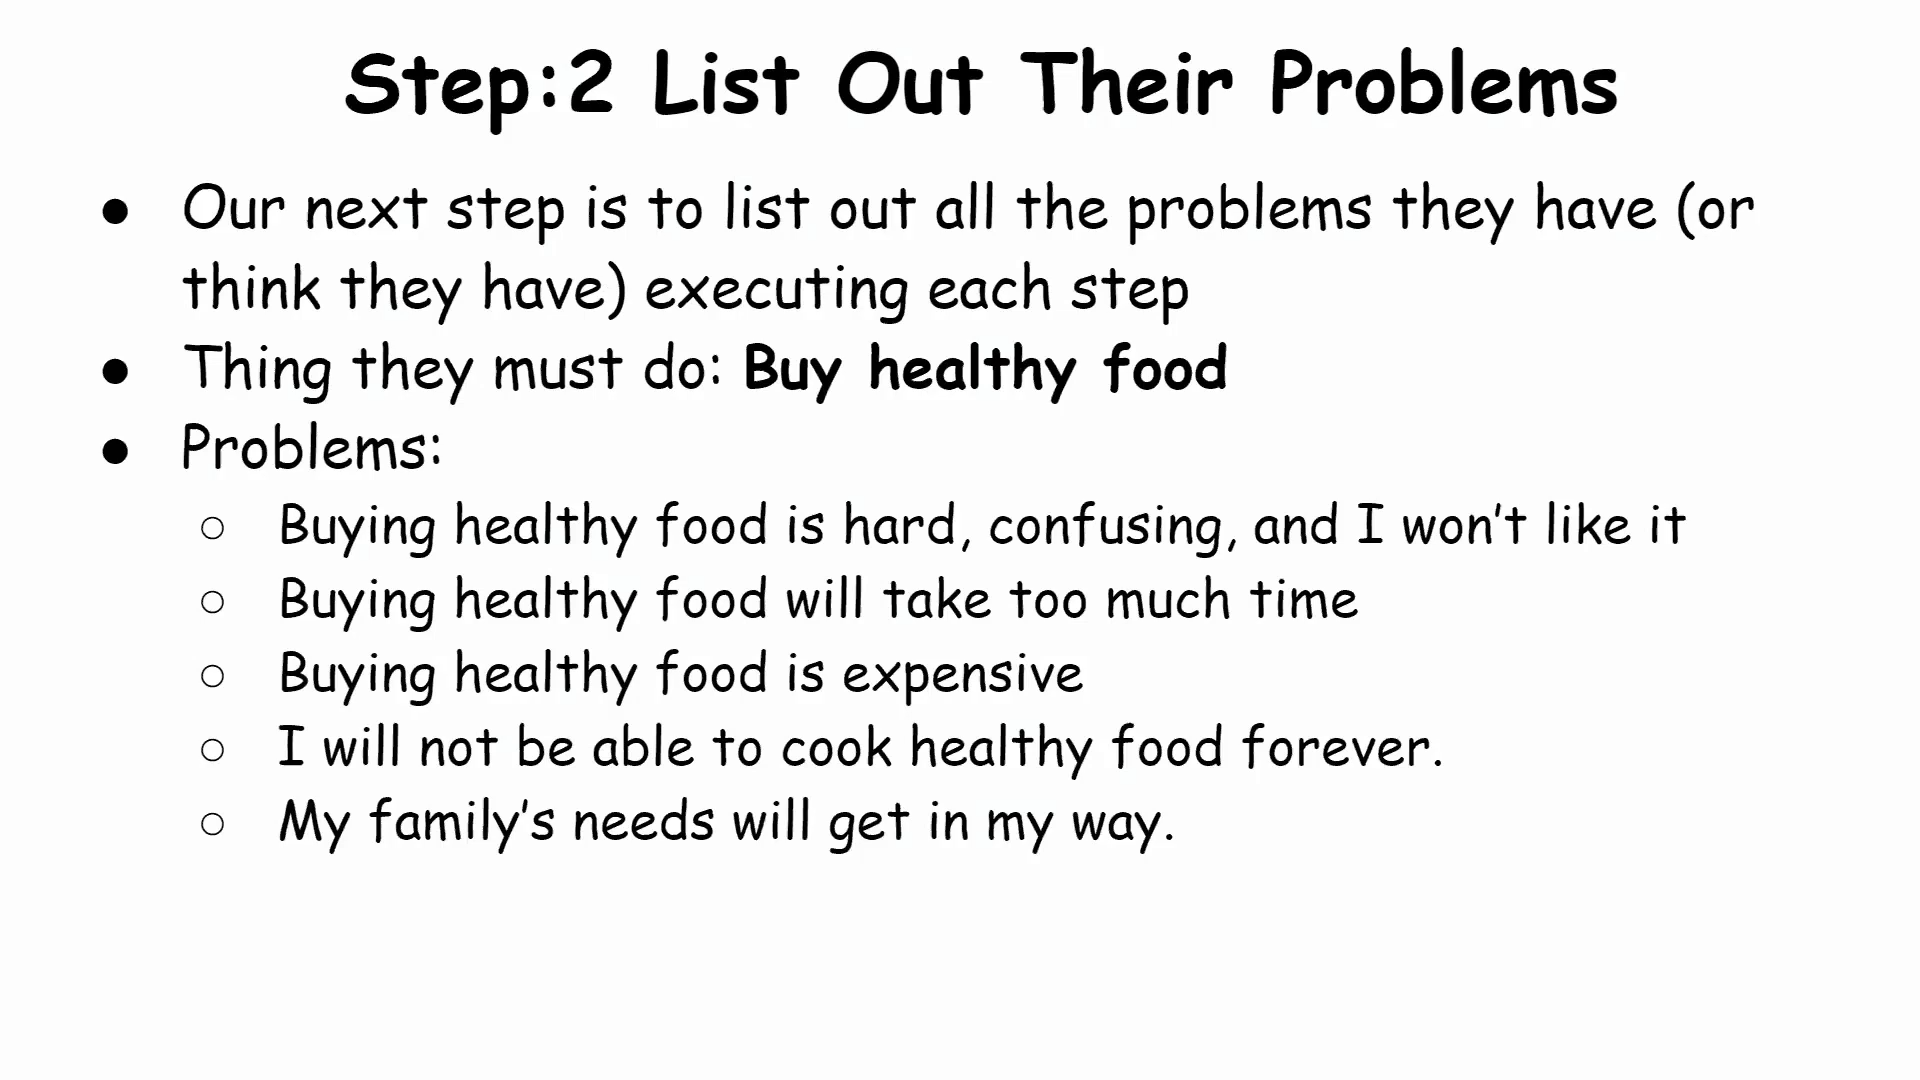 Step:2 List Out Their Problems
● Our next step is to list out all the problems they have (or
think they have) executing each step
● Thing they must do: Buy healthy food
● Problems:
○ Buying healthy food is hard, confusing, and I won't like it
○ Buying healthy food will take too much time
○ Buying healthy food is expensive
○ I will not be able to cook healthy food forever.
○ My family's needs will get in my way.